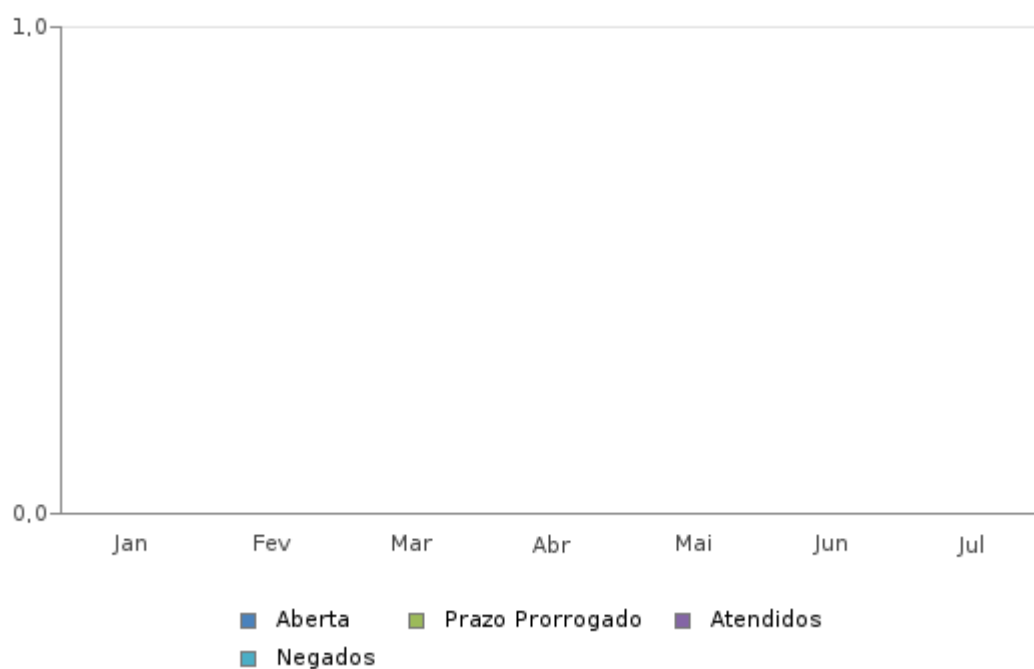 1,0
0,0
Jan Fev Mar Abr Mai Jun Jul
Aberta Prazo Prorrogado Atendidos
Negados